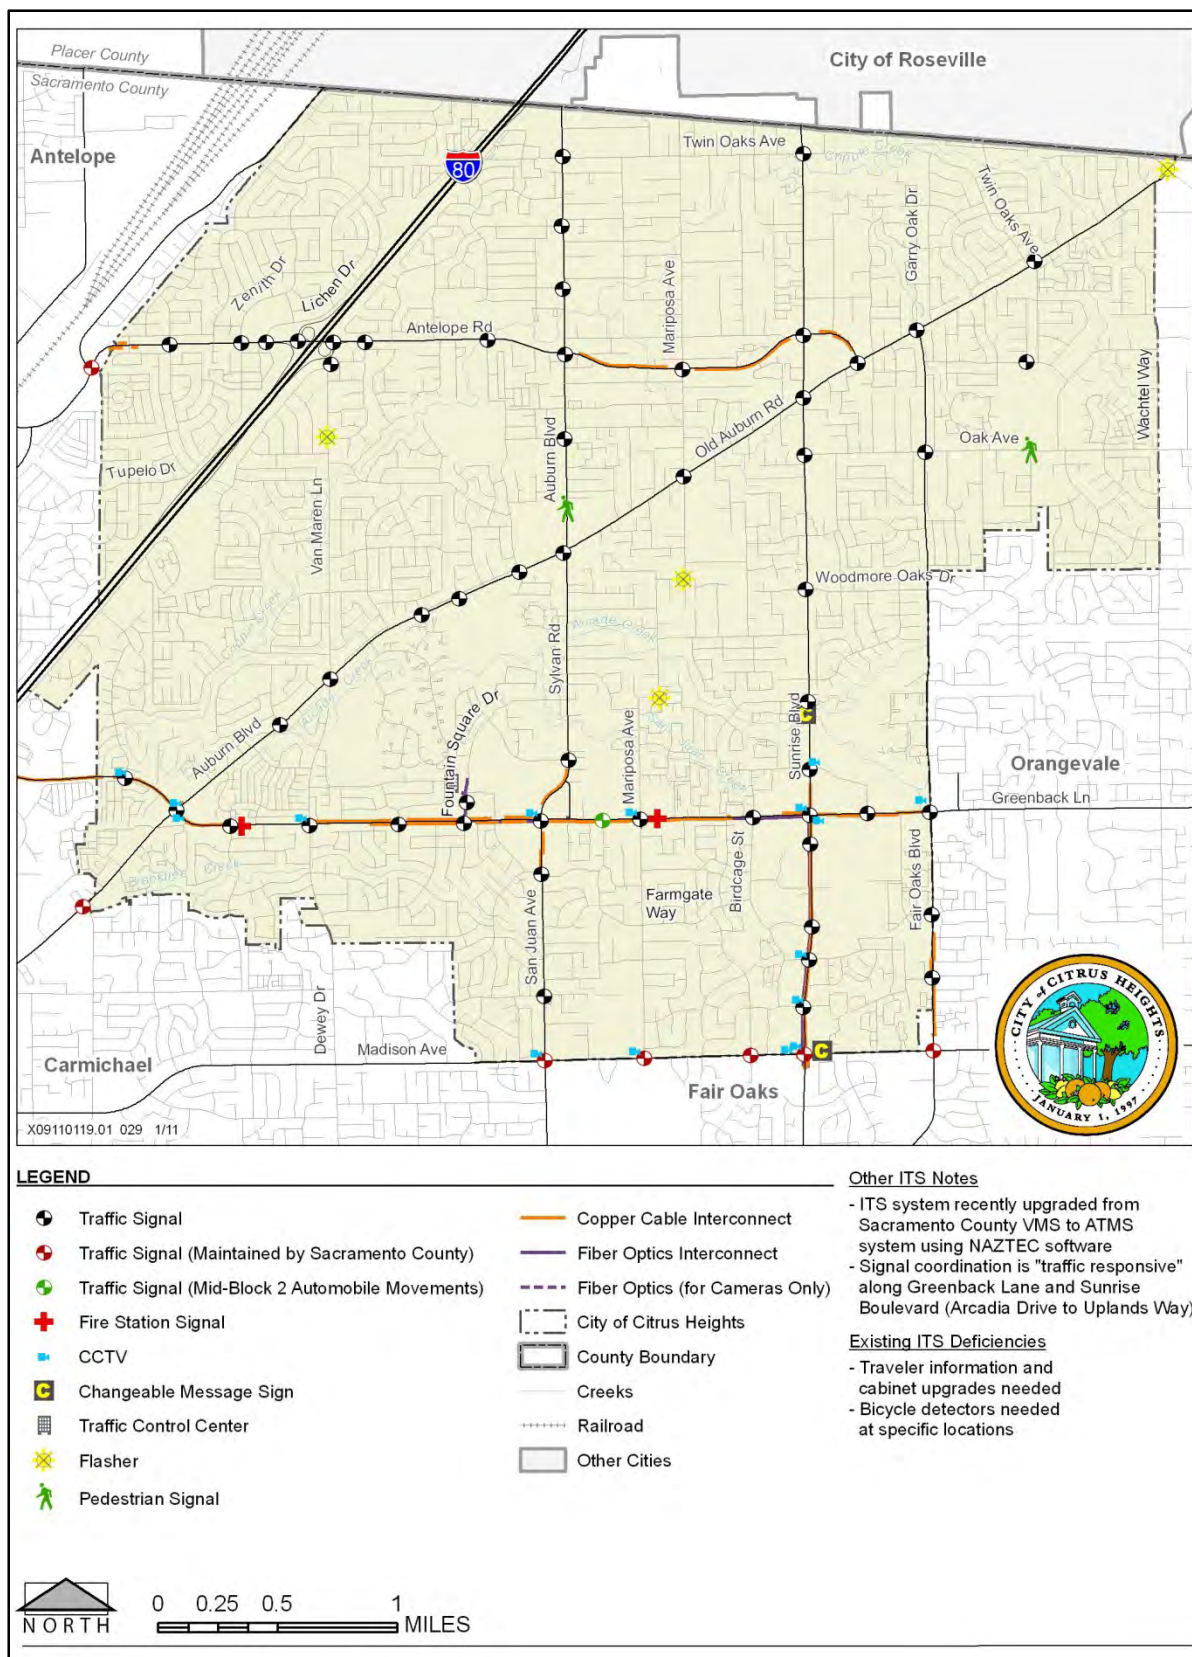 Placer County
Sacramento County
City of Roseville
Antelope
80
Twin Oaks Ave
Cripple Creek
Twin Oaks Ave
Garry Oak Dr
Zenith Dr
Lichen Dr
Mariposa Ave
Antelope Rd
Wachtel Way
Old Auburn Rd
Oak Ave
Auburn Blvd
Tupelo Dr
Van Maren Ln
Woodmore Oaks Dr
Arcade Creek
Sylvan Rd
Fountain Square Dr
Auburn Blvd
Mariposa Ave
Sunrise Blvd
Orangevale
Greenback Ln
Birdcage St
Brooktree Creek
Farmgate
Way
Fair Oaks Blvd
San Juan Ave
Dewey Dr
Madison Ave
Carmichael
Fair Oaks
C
C
CITY of CITRUS HEIGHTS
JANUARY 1, 1997
X09110119.01 029 1/11
LEGEND
Traffic Signal
Traffic Signal (Maintained by Sacramento County)
Traffic Signal (Mid-Block 2 Automobile Movements)
Fire Station Signal
CCTV
C Changeable Message Sign
Traffic Control Center
Flasher
Pedestrian Signal
Copper Cable Interconnect
Fiber Optics Interconnect
Fiber Optics (for Cameras Only)
City of Citrus Heights
County Boundary
Creeks
Railroad
Other Cities
Other ITS Notes
- ITS system recently upgraded from
Sacramento County VMS to ATMS
system using NAZTEC software
- Signal coordination is "traffic responsive"
along Greenback Lane and Sunrise
Boulevard (Arcadia Drive to Uplands Way)
Existing ITS Deficiencies
- Traveler information and
cabinet upgrades needed
- Bicycle detectors needed
at specific locations
NORTH
0 0.25 0.5 1
MILES